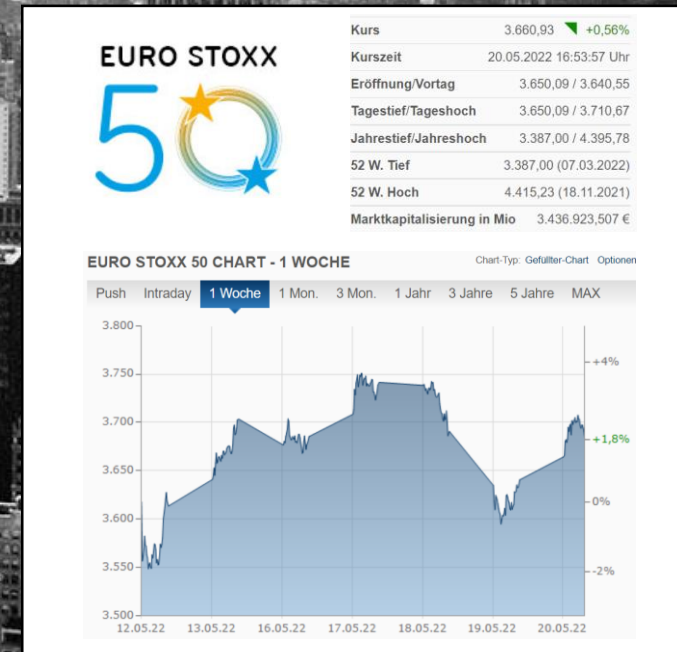 EURO STOXX
50
Kurs 3.660,93 +0,56%
Kurszeit 20.05.2022 16:53:57 Uhr
Eröffnung/Vortag 3.650,09 / 3.640,55
Tagestief/Tageshoch 3.650,09 / 3.710,67
Jahrestief/Jahreshoch 3.387,00 / 4.395,78
52 W. Tief 3.387,00 (07.03.2022)
52 W. Hoch 4.415,23 (18.11.2021)
Marktkapitalisierung in Mio 3.436.923,507 €
EURO STOXX 50 CHART - 1 WOCHE Chart-Typ: Gefüllter-Chart Optionen
Push Intraday 1 Woche 1 Mon. 3 Mon. 1 Jahr 3 Jahre 5 Jahre MAX
3.800
+4%
3.750
3.700
+1,8%
3.650
0%
3.600
3.550
-2%
3.500
12.05.22 13.05.22 16.05.22 17.05.22 18.05.22 19.05.22 20.05.22